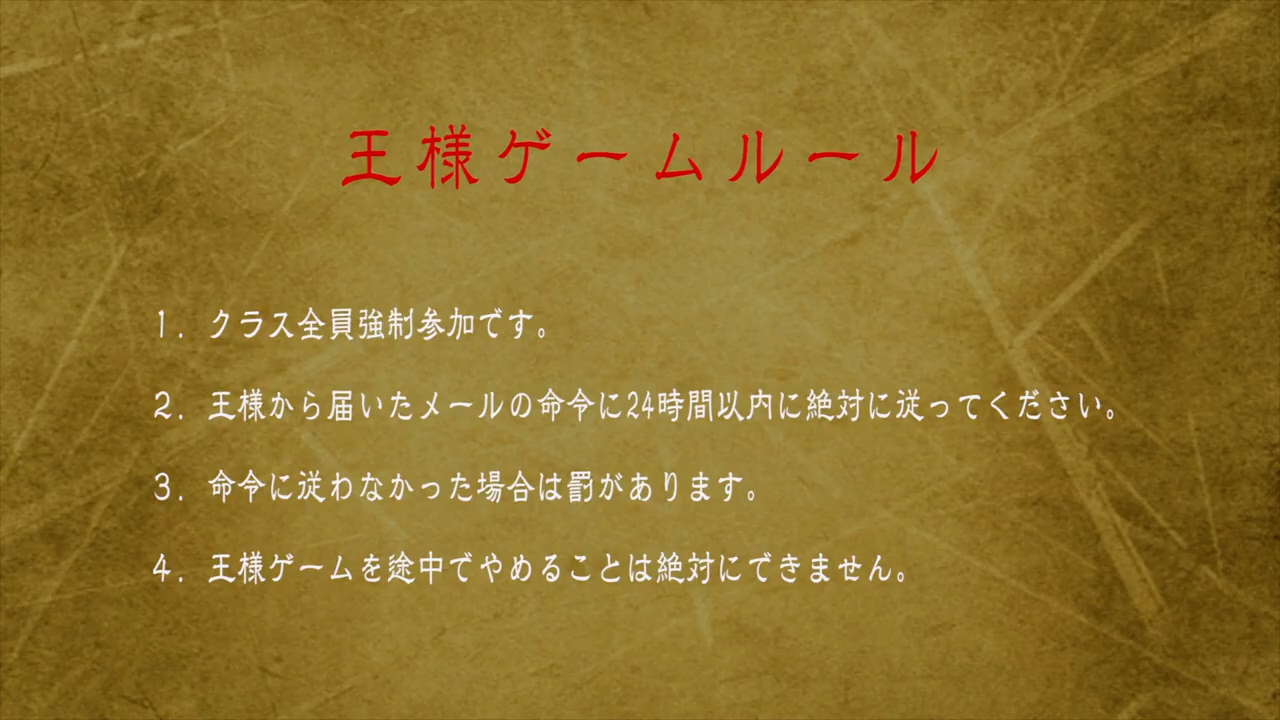 王様ゲームルール
1. クラス全員強制参加です。
2. 王様から届いたメールの命令に24時間以内に絶対に従ってください。
3. 命令に従わなかった場合は罰があります。
4. 王様ゲームを途中でやめることは絶対にできません。